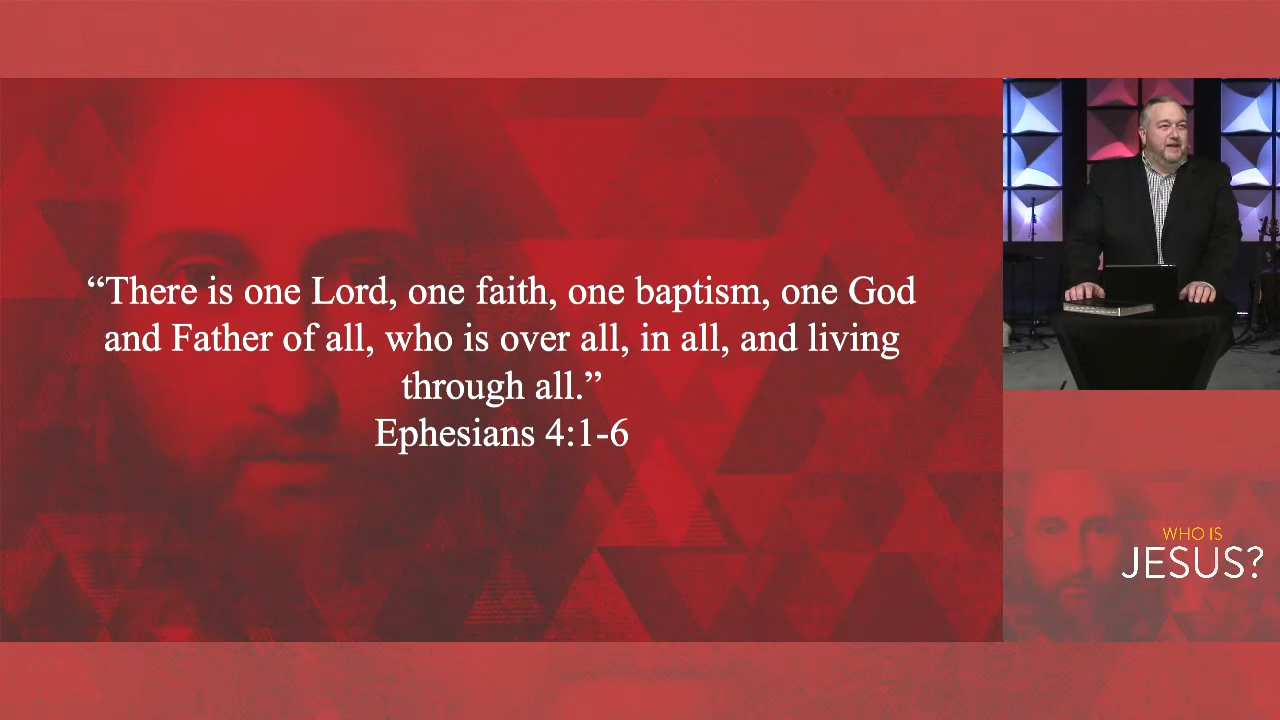 “There is one Lord, one faith, one baptism, one God
and Father of all, who is over all, in all, and living
through all.”
Ephesians 4:1-6
WHO IS
JESUS?